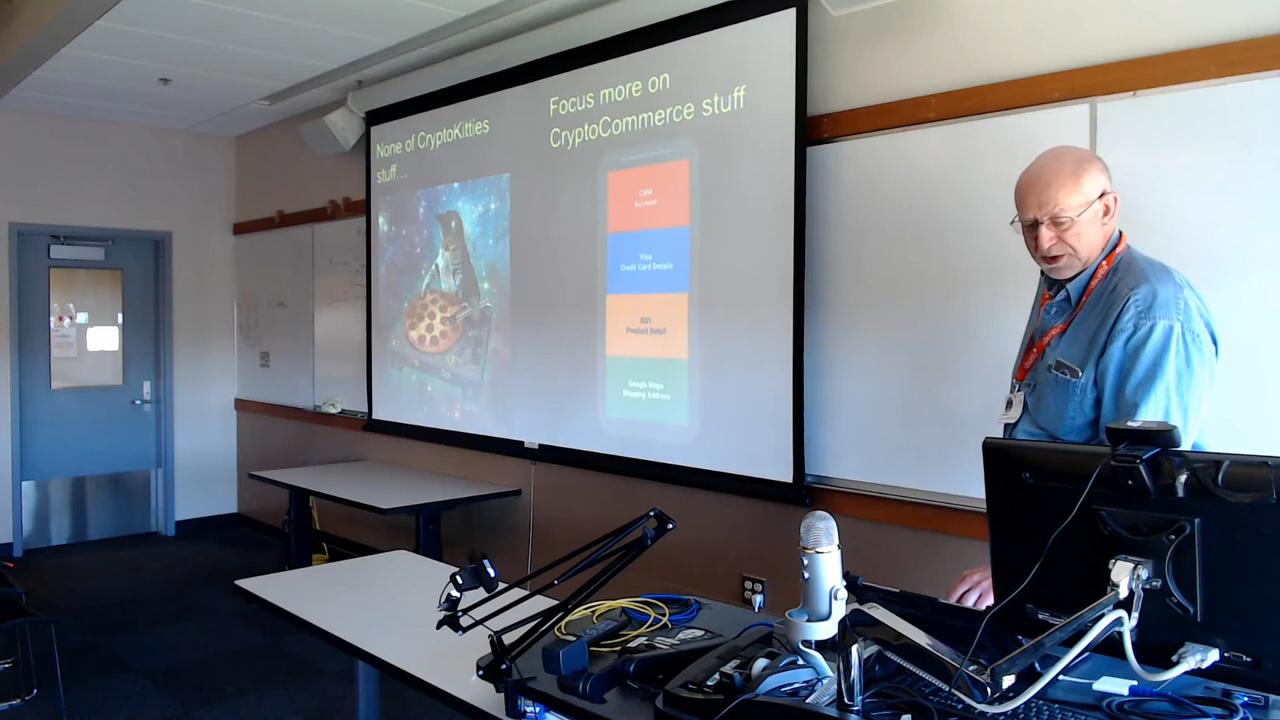 None of CryptoKitties
stuff...
Focus more on
CryptoCommerce stuff
CRM
Account
Visa
Credit Card Details
GS1
Product Detail
Google Maps
Shipping Address